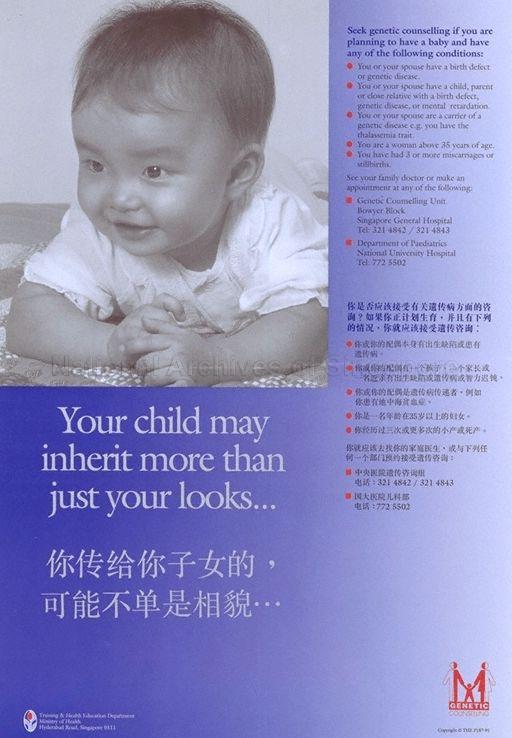 Seek genetic counselling if you are
planning to have a baby and have
any of the following conditions:
You or your spouse have a birth defect
or genetic disease.
You or your spouse have a child, parent
or close relative with a birth defect,
genetic disease, or mental retardation.
You or your spouse are a carrier of a
genetic disease e.g. you have the
thalassemia trait.
You are a woman above 35 years of age.
You have had 3 or more miscarriages or
stillbirths.
See your family doctor or make an
appointment at any of the following:
Genetic Counselling Unit
Bowyer Block
Singapore General Hospital
Tel: 321 4842 / 321 4843
Department of Paediatrics
National University Hospital
Tel. 772 5502
你是否应该接受有关遗传病方面的咨
询?如果你正计划生育,并且有下列
的情况,你就应该接受遗传咨询:
你或你的配偶本身有出生缺陷或患有
遗传病。
你或你的配偶有一个孩子,一个家长或
一名近亲有出生缺陷或遗传病或智力迟钝。
你或你的配偶是遗传病传递者,例如
你患有地中海贫血症。
你是一名年龄在35岁以上的妇女。
你经历过三次或更多次的小产或死产。
你就应该去找你的家庭医生,或与下列任
何一个部门预约接受遗传咨询:
中央医院遗传咨询组
电话:321 4842 / 321 4843
国大医院儿科部
电话:772 5502
National Archives of
Your child may
inherit more than
just your looks...
你传给你子女的,
可能不单是相貌…
Training & Health Education Department
Ministry of Health
Hyderabad Road, Singapore 0511
GENETIC
COUNSELLING
Copyright © THE